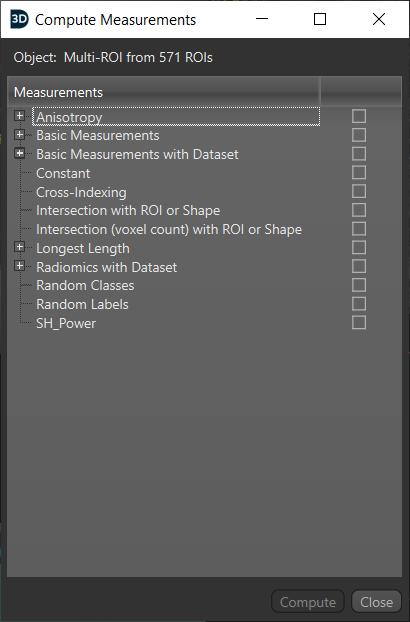 3D Compute Measurements
Object: Multi-ROI from 571 ROIs
Measurements
Anisotropy
Basic Measurements
Basic Measurements with Dataset
Constant
Cross-Indexing
Intersection with ROI or Shape
Intersection (voxel count) with ROI or Shape
Longest Length
Radiomics with Dataset
Random Classes
Random Labels
SH_Power
Compute Close